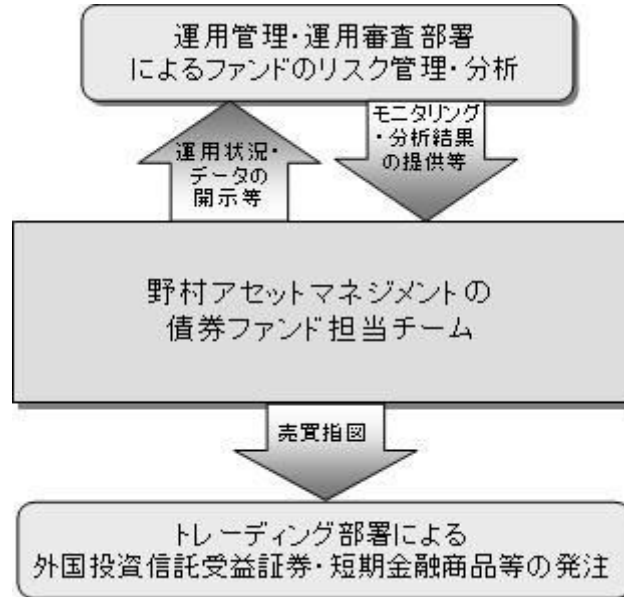 運用管理・運用審査部署
によるファンドのリスク管理・分析
運用状況・
データの
開示等
モニタリング
・分析結果
の提供等
野村アセットマネジメントの
債券ファンド担当チーム
売買指図
トレーディング部署による
外国投資信託受益証券・短期金融商品等の発注